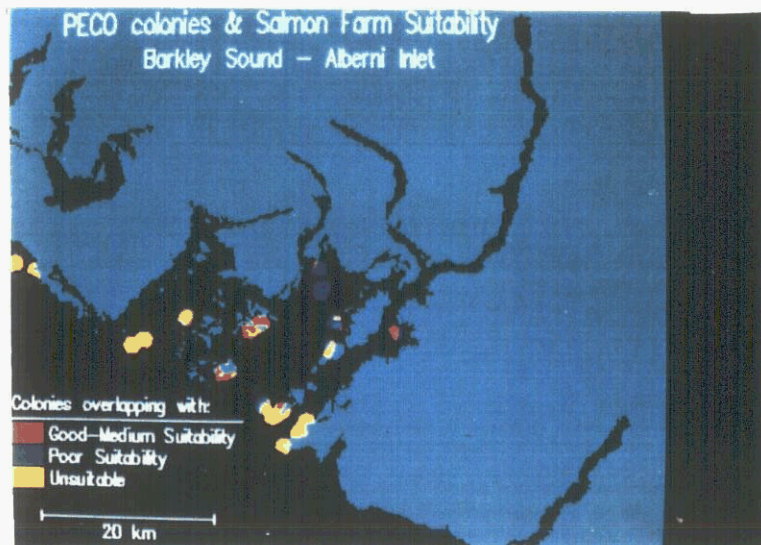 PECO colonies & Salmon Farm Suitability
Barkley Sound – Alberni Inlet
Colonies overlapping with:
Good–Medium Suitability
Poor Suitability
Unsuitable
20 km